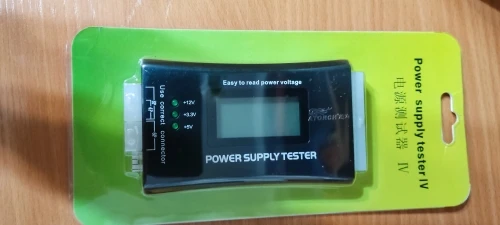 Easy to read power voltage
+12V
+3.3V
+5V
Use correct connector
POWER SUPPLY TESTER
Power supply tester IV
电源测试器 IV